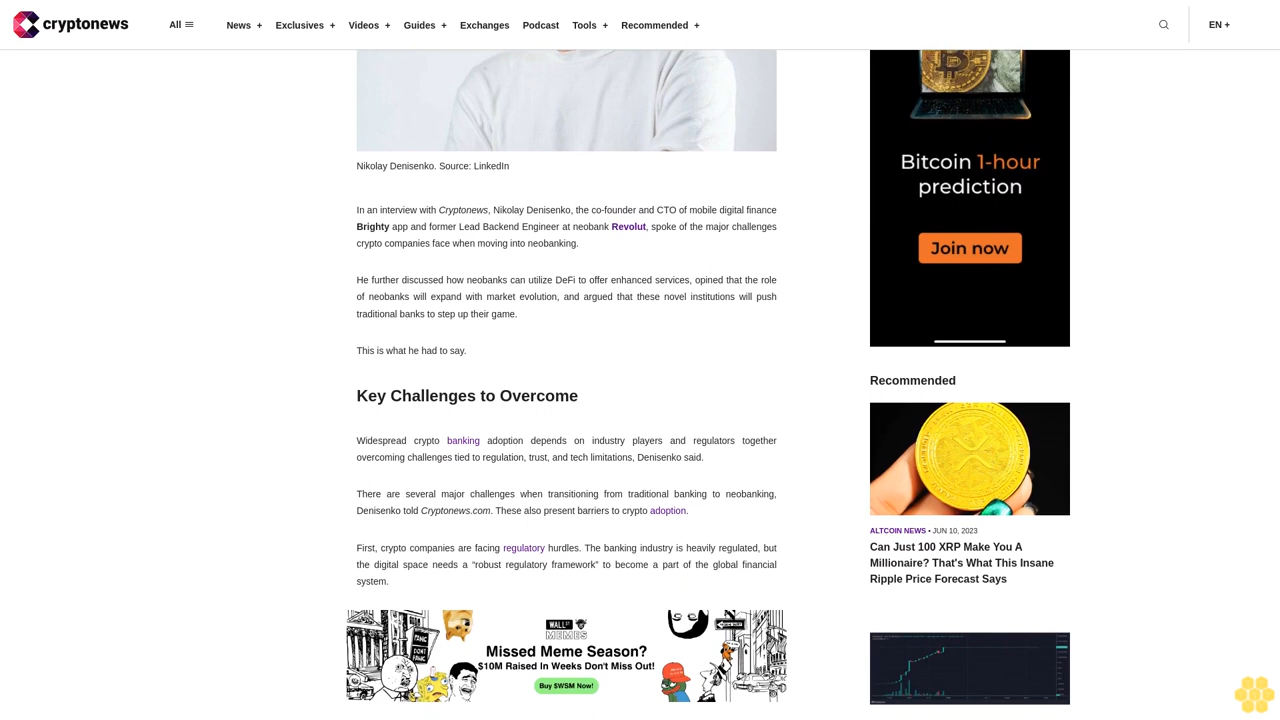 cryptonews
All
News +
Exclusives +
Videos +
Guides +
Exchanges
Podcast
Tools +
Recommended +
EN +
Nikolay Denisenko. Source: LinkedIn
In an interview with Cryptonews, Nikolay Denisenko, the co-founder and CTO of mobile digital finance
Brighty app and former Lead Backend Engineer at neobank Revolut, spoke of the major challenges
crypto companies face when moving into neobanking.
He further discussed how neobanks can utilize DeFi to offer enhanced services, opined that the role
of neobanks will expand with market evolution, and argued that these novel institutions will push
traditional banks to step up their game.
This is what he had to say.
Key Challenges to Overcome
Widespread crypto banking adoption depends on industry players and regulators together
overcoming challenges tied to regulation, trust, and tech limitations, Denisenko said.
There are several major challenges when transitioning from traditional banking to neobanking,
Denisenko told Cryptonews.com. These also present barriers to crypto adoption.
First, crypto companies are facing regulatory hurdles. The banking industry is heavily regulated, but
the digital space needs a “robust regulatory framework” to become a part of the global financial
system.
PANIC
DON'T
PANIC
WALL ST
MEMES
Missed Meme Season?
$10M Raised In Weeks Don't Miss Out!
Buy $WSM Now!
Bitcoin 1-hour
prediction
Join now
Recommended
ALTCOIN NEWS • JUN 10, 2023
Can Just 100 XRP Make You A
Millionaire? That's What This Insane
Ripple Price Forecast Says